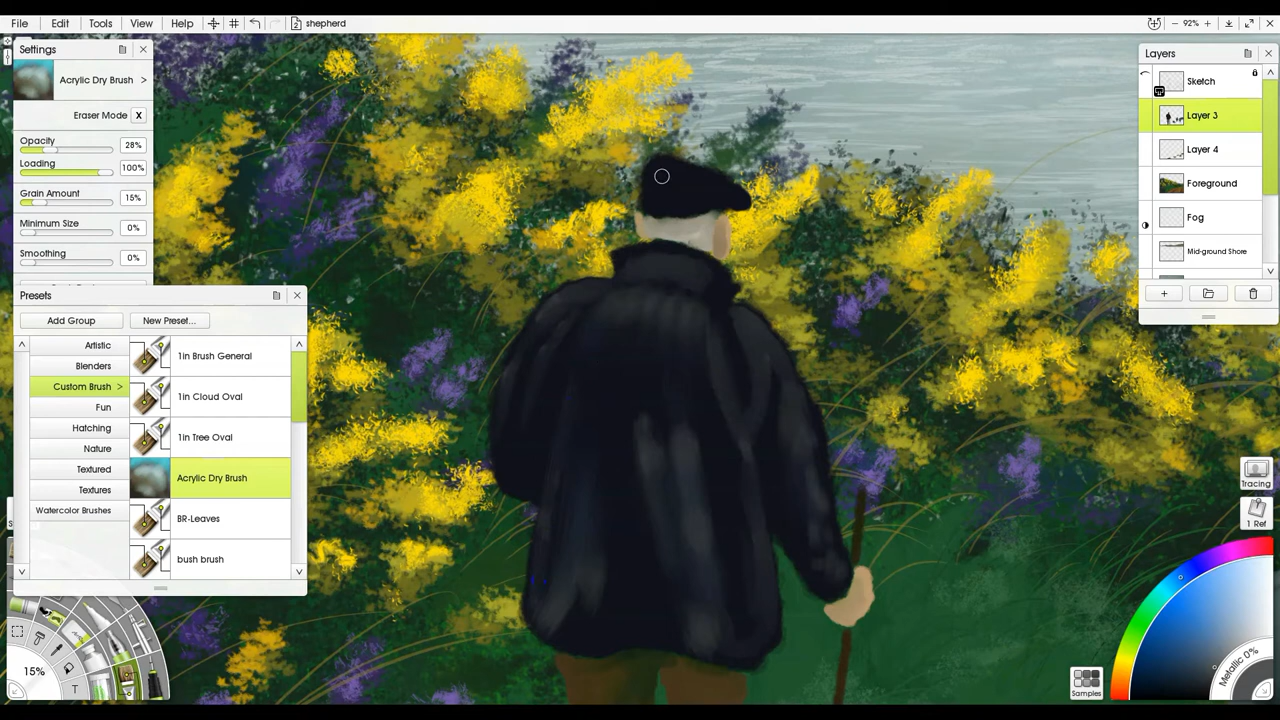 File Edit Tools View Help shepherd 92%
Settings
Acrylic Dry Brush >
Eraser Mode X
Opacity 28%
Loading 100%
Grain Amount 15%
Minimum Size 0%
Smoothing 0%
Presets
Add Group New Preset...
Artistic
Blenders
Custom Brush >
Fun
Hatching
Nature
Textured
Textures
Watercolor Brushes
1in Brush General
1in Cloud Oval
1in Tree Oval
Acrylic Dry Brush
BR-Leaves
bush brush
15%
T
Layers
Sketch
Layer 3
Layer 4
Foreground
Fog
Mid-ground Shore
Tracing
1 Ref
Samples
Metallic 0%